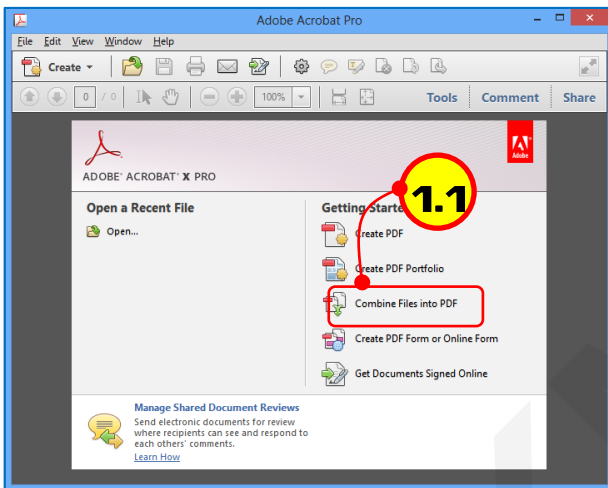 Adobe Acrobat Pro
File Edit View Window Help
Create
0 / 0 100% Tools Comment Share
Adobe
ADOBE® ACROBAT® X PRO
Open a Recent File
Open...
Getting Starte
1.1
Create PDF
Create PDF Portfolio
Combine Files into PDF
Create PDF Form or Online Form
Get Documents Signed Online
Manage Shared Document Reviews
Send electronic documents for review
where recipients can see and respond to
each others' comments.
Learn How